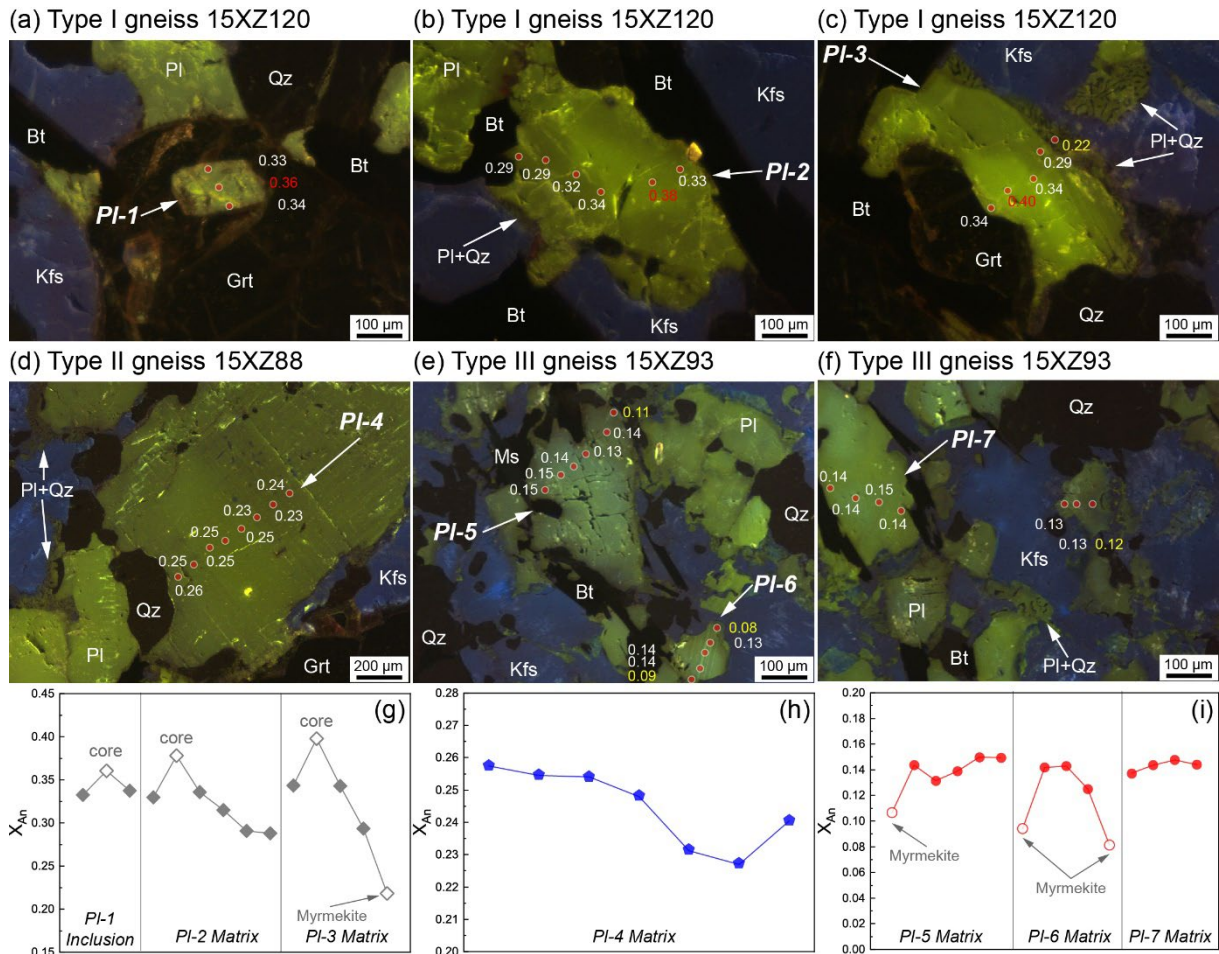 (a) Type I gneiss 15XZ120
(b) Type I gneiss 15XZ120
(c) Type I gneiss 15XZ120
Pl
Qz
Bt
0.33
0.36
0.34
Bt
Pl-1
Kfs
Grt
100 µm
Pl
Bt
Kfs
Bt
0.29
0.29
0.32
0.34
0.38
0.33
Pl-2
Pl+Qz
Bt
Kfs
100 µm
Pl-3
Kfs
0.22
0.29
Pl+Qz
0.34
0.40
0.34
Bt
Grt
Qz
100 µm
(d) Type II gneiss 15XZ88
(e) Type III gneiss 15XZ93
(f) Type III gneiss 15XZ93
Pl-4
Pl+Qz
0.24
0.23
0.23
0.25
0.25
0.25
0.25
0.26
Qz
Kfs
Pl
Grt
200 µm
0.11
Pl
0.14
Ms
0.13
0.14
0.15
0.15
Qz
Pl-5
Bt
Pl-6
Qz
0.08
0.14
0.13
0.14
0.09
Kfs
100 µm
Qz
Pl-7
0.14
0.15
0.14
0.14
0.13
0.13
0.12
Kfs
Pl
Bt
Pl+Qz
100 µm
(g)
0.45
0.40
0.35
0.30
0.25
0.20
0.15
XAn
core
core
core
Myrmekite
Pl-1
Inclusion
Pl-2 Matrix
Pl-3 Matrix
(h)
0.28
0.27
0.26
0.25
0.24
0.23
0.22
0.21
0.20
XAn
Pl-4 Matrix
(i)
0.20
0.18
0.16
0.14
0.12
0.10
0.08
0.06
0.04
0.02
0.00
XAn
Myrmekite
Myrmekite
Pl-5 Matrix
Pl-6 Matrix
Pl-7 Matrix